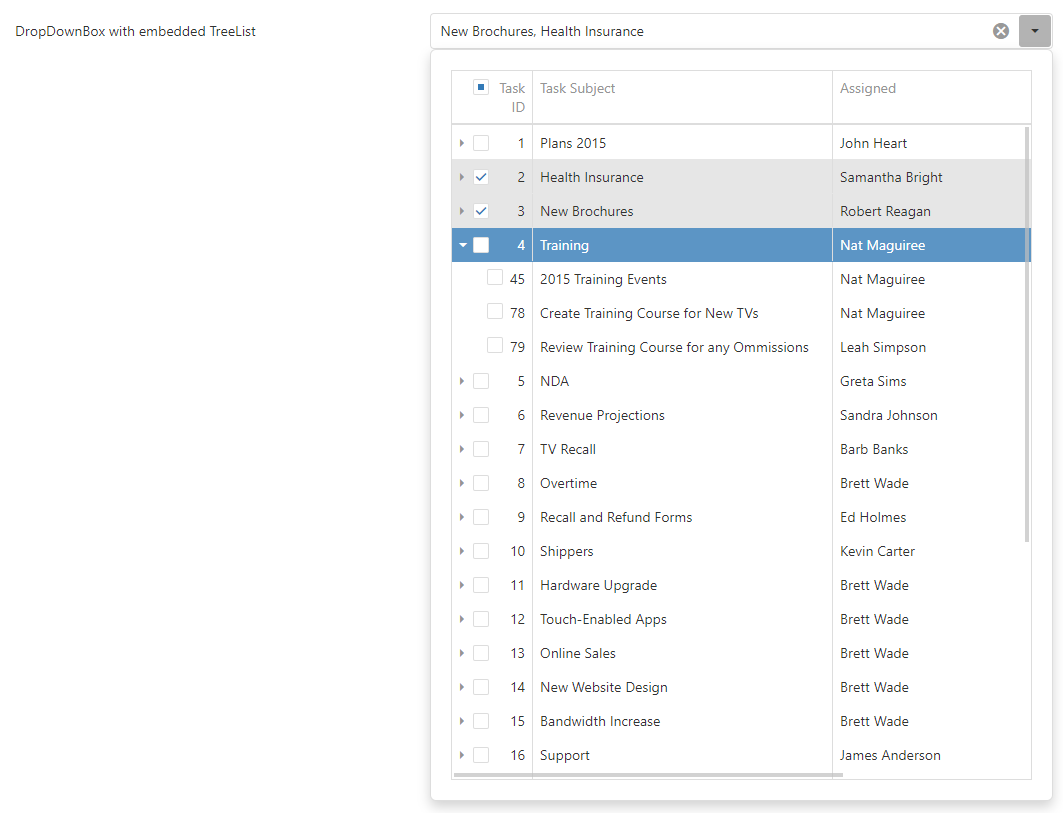 DropDownBox with embedded TreeList
New Brochures, Health Insurance
Task ID Task Subject Assigned
1 Plans 2015 John Heart
2 Health Insurance Samantha Bright
3 New Brochures Robert Reagan
4 Training Nat Maguiree
45 2015 Training Events Nat Maguiree
78 Create Training Course for New TVs Nat Maguiree
79 Review Training Course for any Ommissions Leah Simpson
5 NDA Greta Sims
6 Revenue Projections Sandra Johnson
7 TV Recall Barb Banks
8 Overtime Brett Wade
9 Recall and Refund Forms Ed Holmes
10 Shippers Kevin Carter
11 Hardware Upgrade Brett Wade
12 Touch-Enabled Apps Brett Wade
13 Online Sales Brett Wade
14 New Website Design Brett Wade
15 Bandwidth Increase Brett Wade
16 Support James Anderson